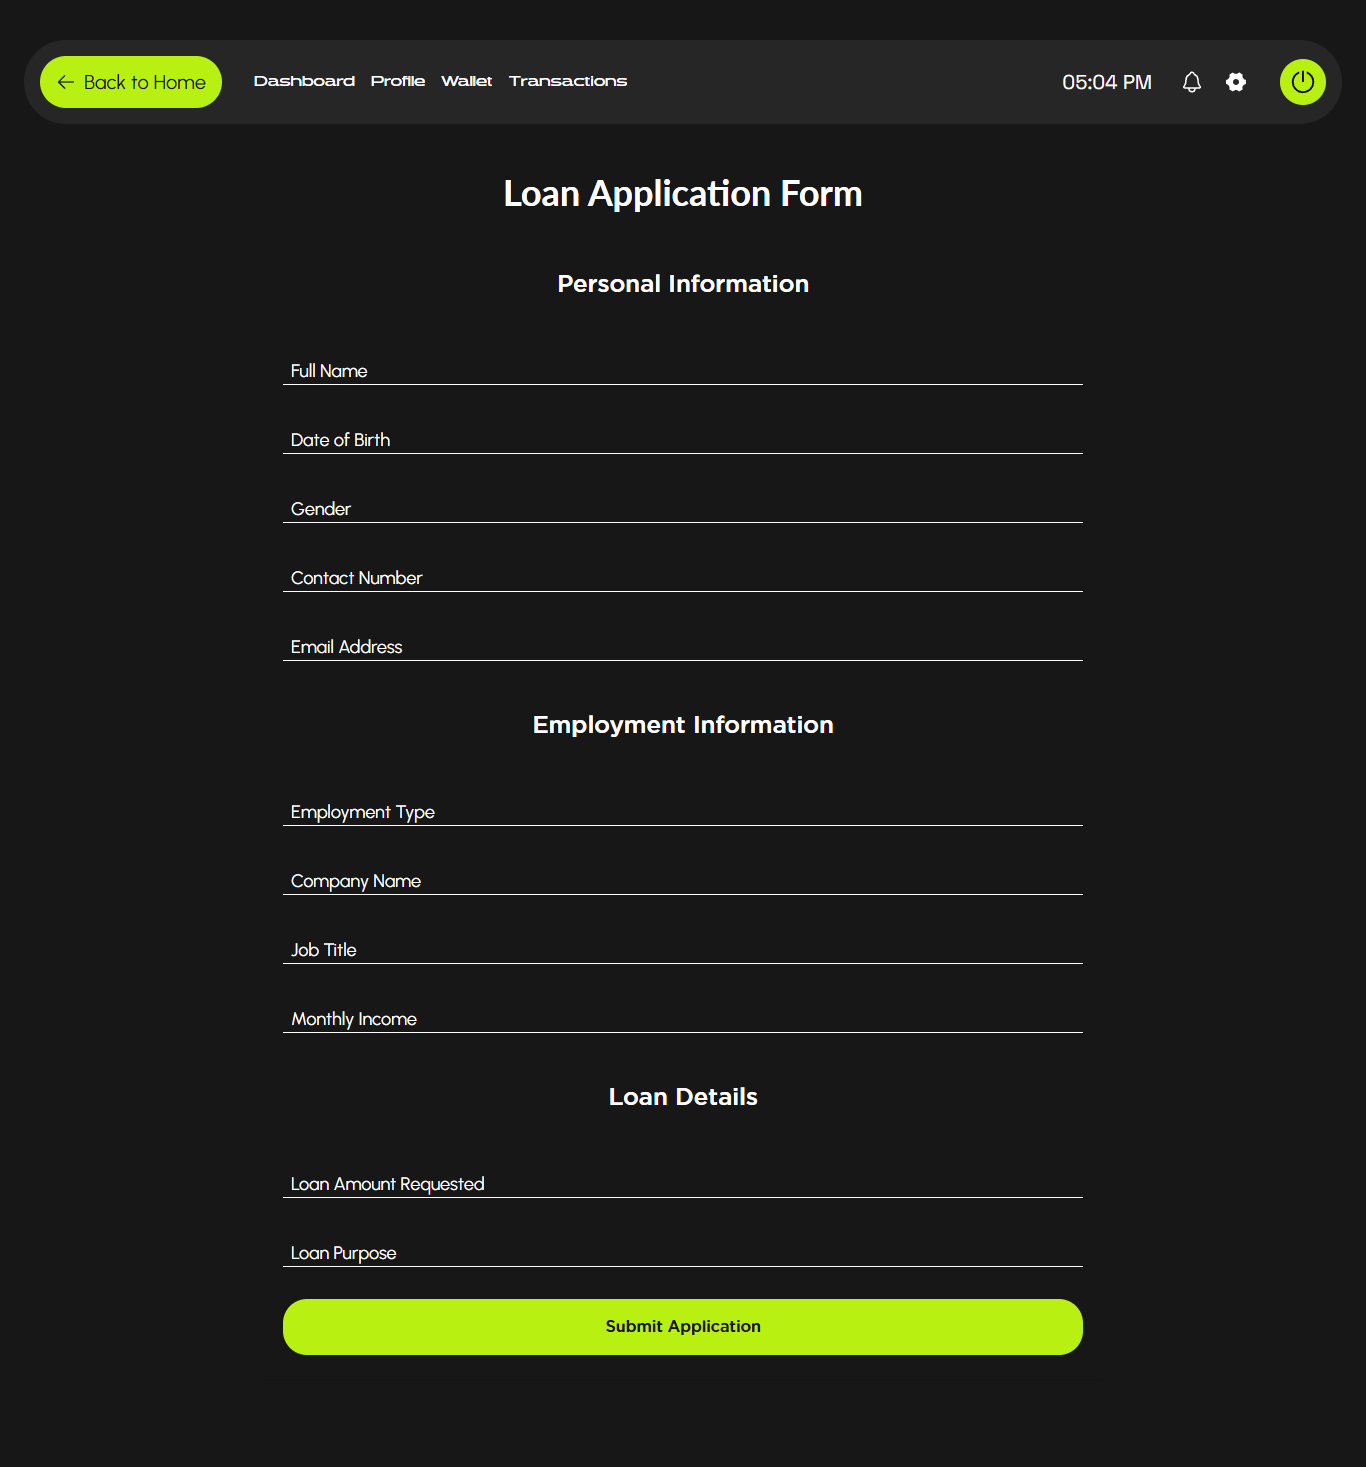 Back to Home Dashboard Profile Wallet Transactions 05:04 PM
Loan Application Form
Personal Information
Full Name
Date of Birth
Gender
Contact Number
Email Address
Employment Information
Employment Type
Company Name
Job Title
Monthly Income
Loan Details
Loan Amount Requested
Loan Purpose
Submit Application